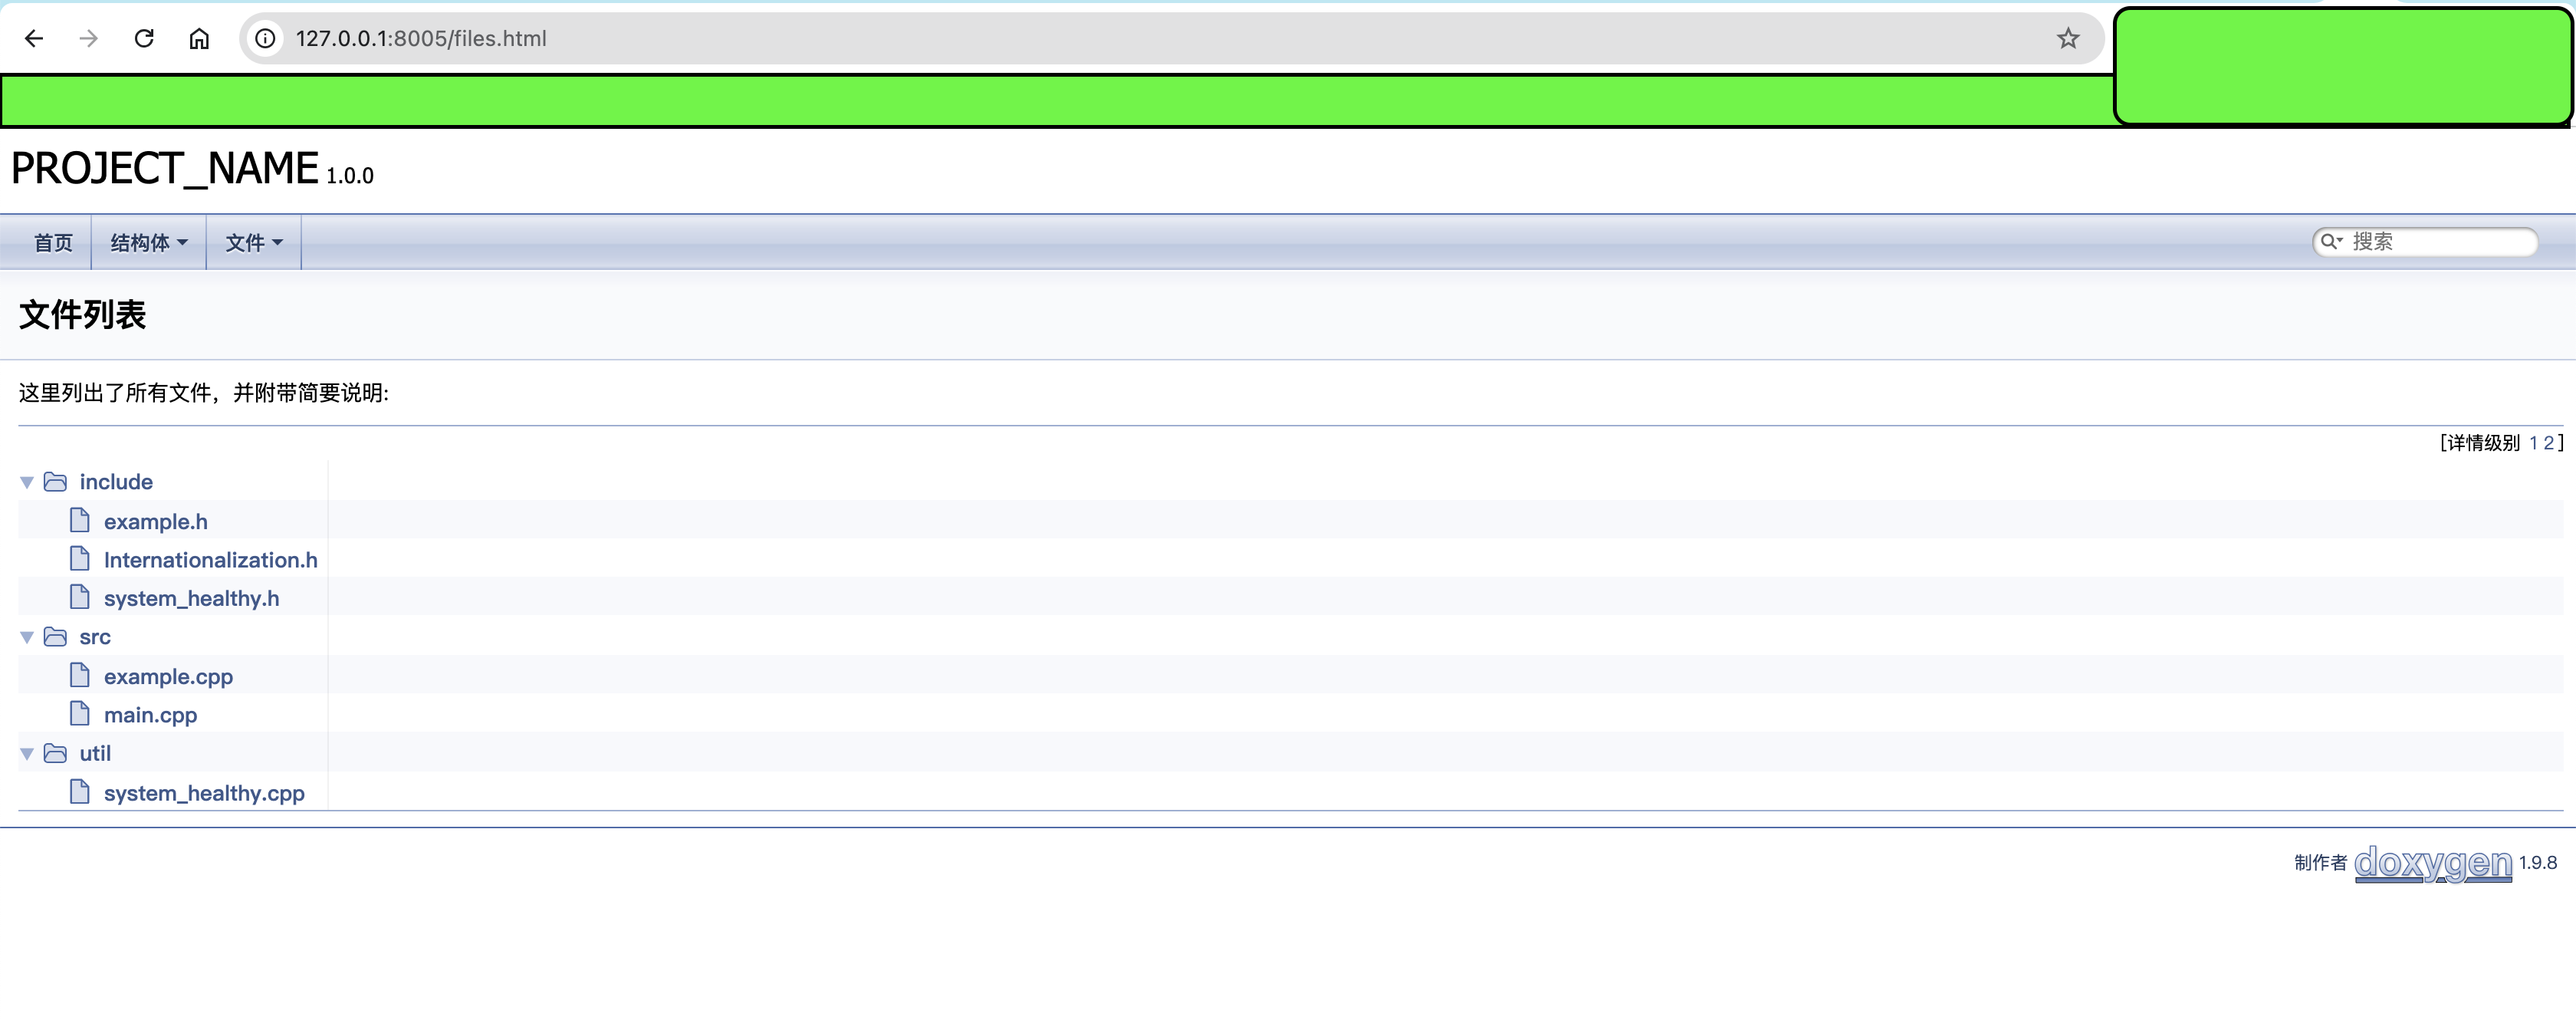 127.0.0.1:8005/files.html
PROJECT_NAME 1.0.0
首页 结构体 文件 搜索
文件列表
这里列出了所有文件，并附带简要说明:
[详情级别 1 2]
include
example.h
Internationalization.h
system_healthy.h
src
example.cpp
main.cpp
util
system_healthy.cpp
制作者 doxygen 1.9.8